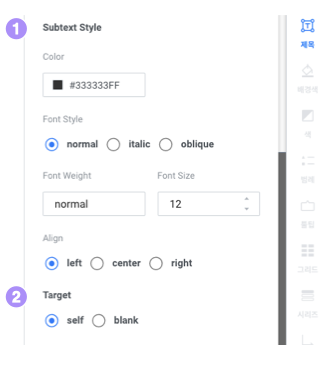 1
Subtext Style
제목
Color
#333333FF
배경색
Font Style
normal italic oblique
색
Font Weight Font Size
범례
normal 12
툴팁
Align
그리드
left center right
2
Target
시리즈
self blank